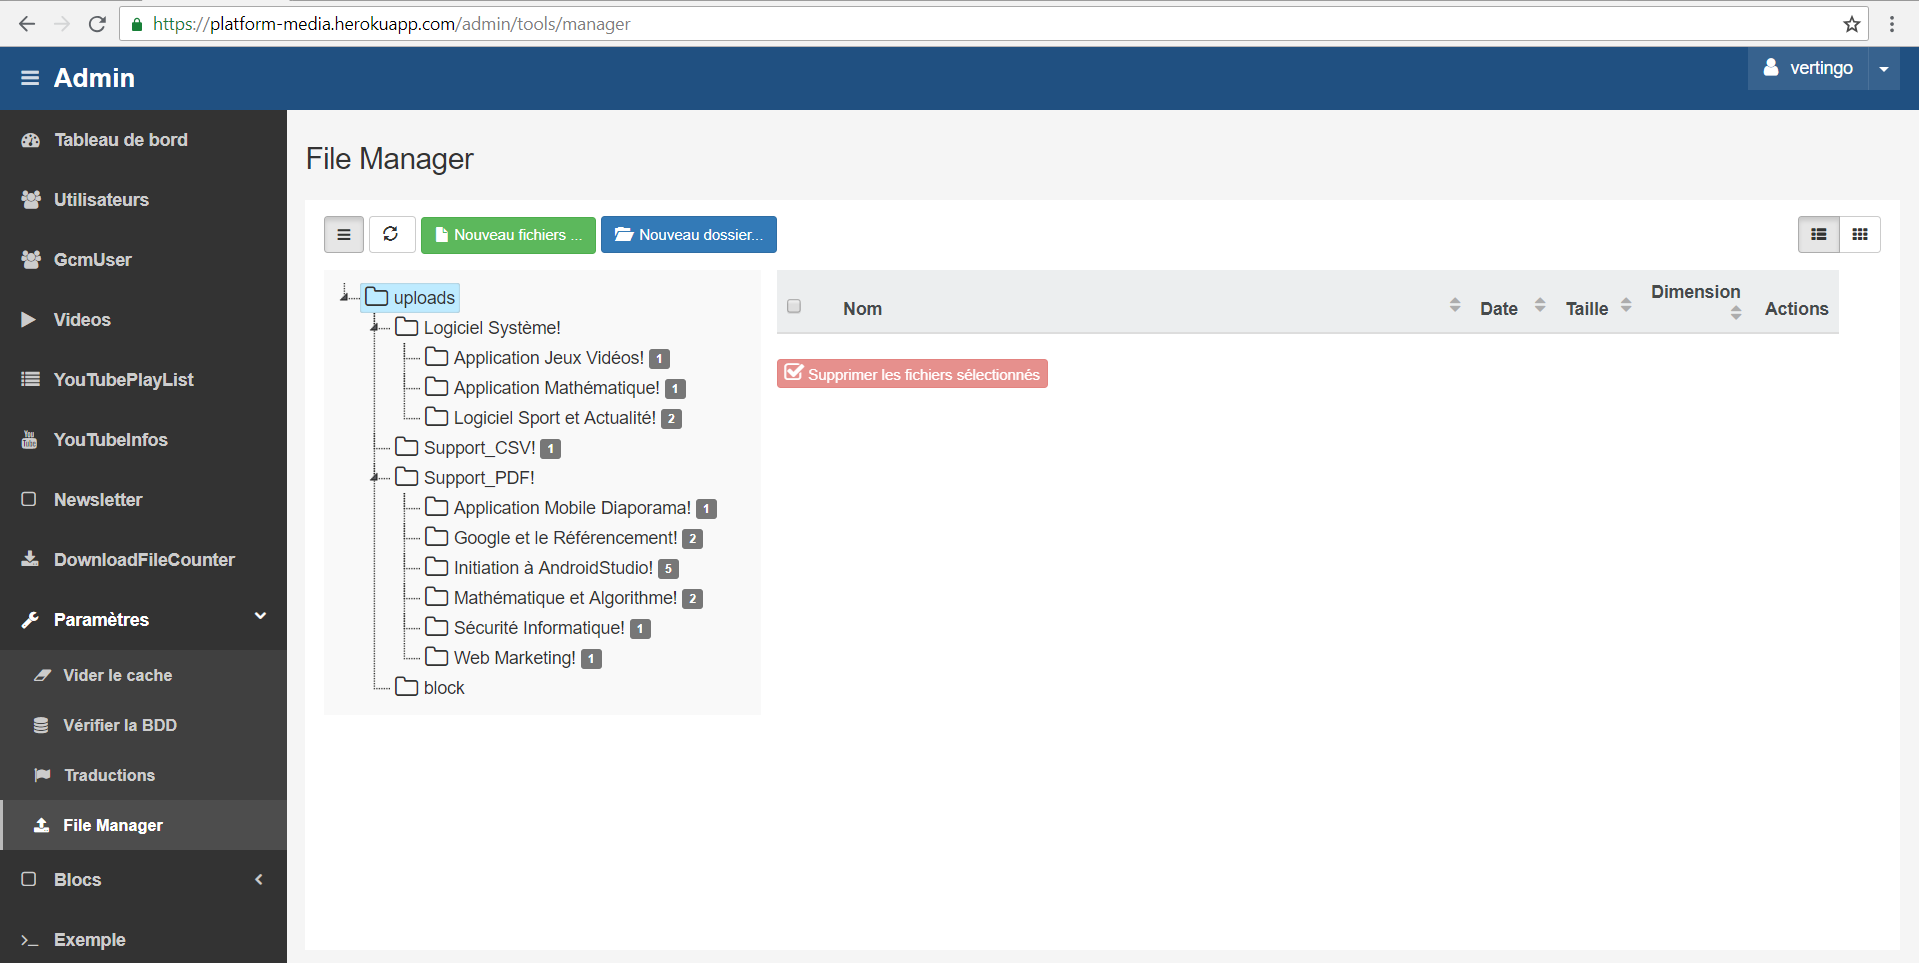 https://platform-media.herokuapp.com/admin/tools/manager
Admin
vertingo
Tableau de bord
Utilisateurs
GcmUser
Videos
YouTubePlayList
You Tube
YouTubeInfos
Newsletter
DownloadFileCounter
Paramètres
Vider le cache
Vérifier la BDD
Traductions
File Manager
Blocs
Exemple
File Manager
Nouveau fichiers ...
Nouveau dossier...
uploads
Logiciel Système!
Application Jeux Vidéos! 1
Application Mathématique! 1
Logiciel Sport et Actualité! 2
Support_CSV! 1
Support_PDF!
Application Mobile Diaporama! 1
Google et le Référencement! 2
Initiation à AndroidStudio! 5
Mathématique et Algorithme! 2
Sécurité Informatique! 1
Web Marketing! 1
block
Nom Date Taille Dimension Actions
Supprimer les fichiers sélectionnés